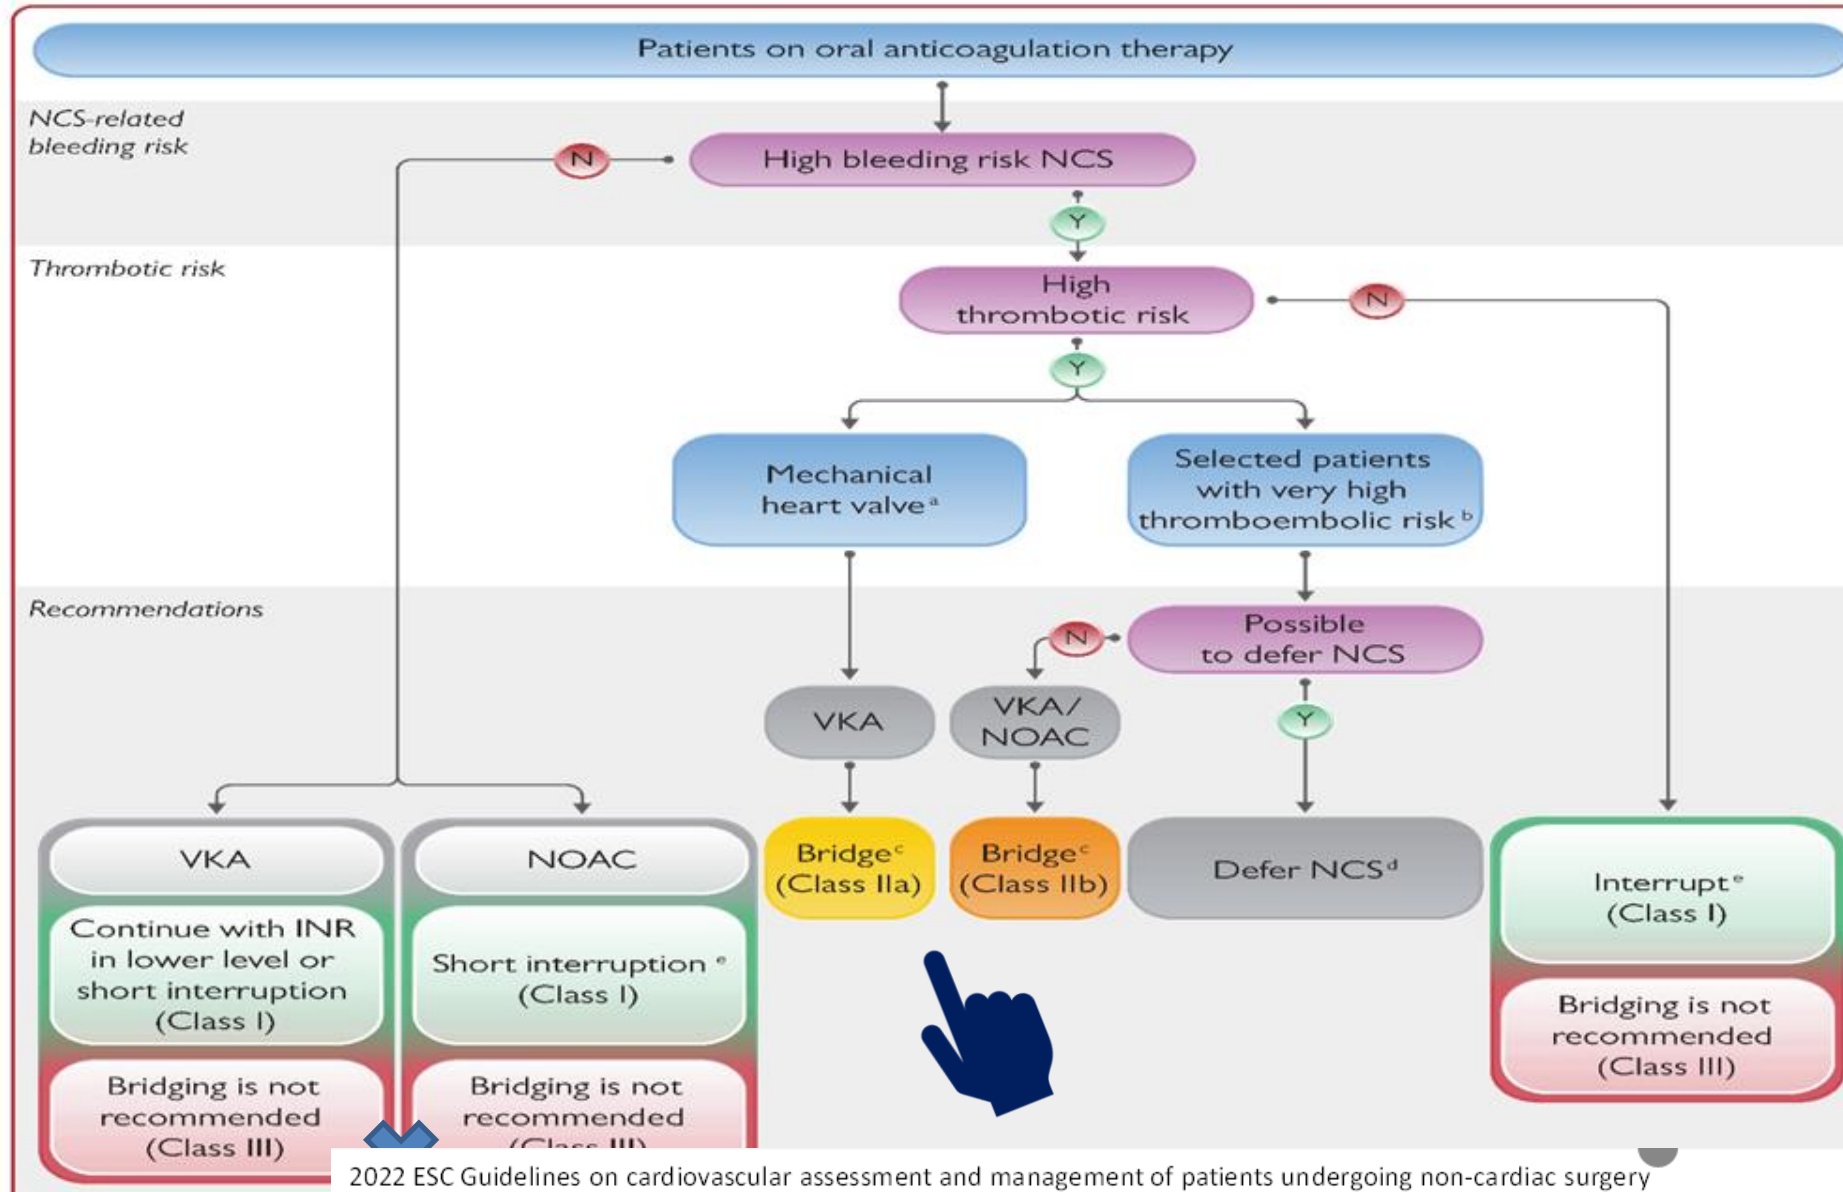 Patients on oral anticoagulation therapy
NCS-related
bleeding risk
N
High bleeding risk NCS
Y
Thrombotic risk
High
thrombotic risk
N
Y
Mechanical
heart valve a
Selected patients
with very high
thromboembolic risk b
Recommendations
Possible
to defer NCS
N
VKA
VKA/
NOAC
Y
VKA
Continue with INR
in lower level or
short interruption
(Class I)
Bridging is not
recommended
(Class III)
NOAC
Short interruption e
(Class I)
Bridging is not
recommended
(Class III)
Bridge c
(Class IIa)
Bridge c
(Class IIb)
Defer NCS d
Interrupt e
(Class I)
Bridging is not
recommended
(Class III)
2022 ESC Guidelines on cardiovascular assessment and management of patients undergoing non-cardiac surgery